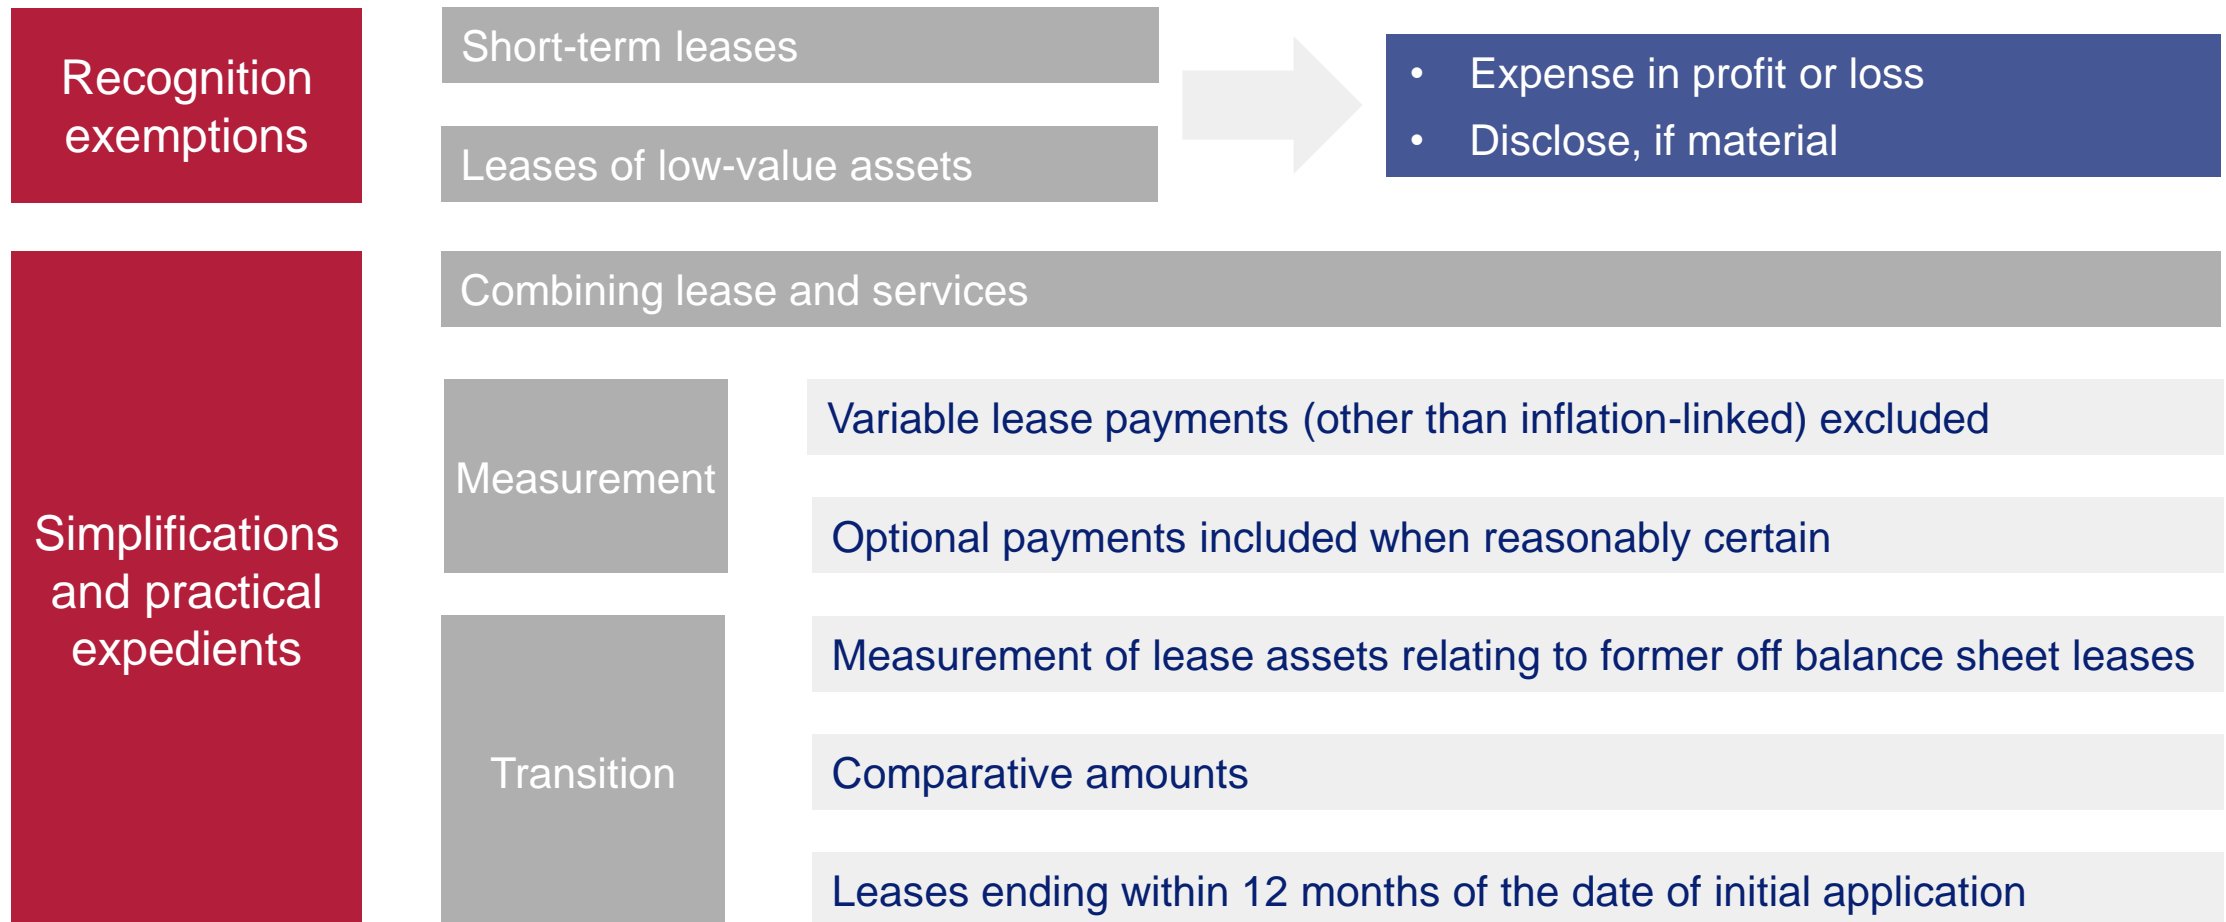 Recognition
exemptions
Short-term leases
Leases of low-value assets
• Expense in profit or loss
• Disclose, if material
Simplifications
and practical
expedients
Combining lease and services
Measurement
Variable lease payments (other than inflation-linked) excluded
Optional payments included when reasonably certain
Transition
Measurement of lease assets relating to former off balance sheet leases
Comparative amounts
Leases ending within 12 months of the date of initial application